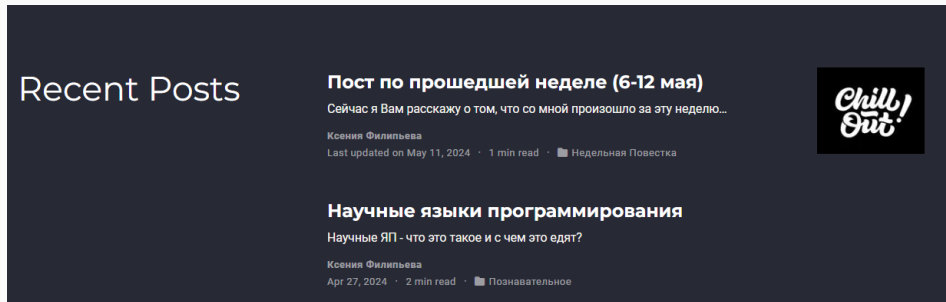 Recent Posts
Пост по прошедшей неделе (6-12 мая)
Сейчас я Вам расскажу о том, что со мной произошло за эту неделю...
Ксения Филипьева
Last updated on May 11, 2024 · 1 min read · Недельная Повестка
Chill
Out!
Научные языки программирования
Научные ЯП - что это такое и с чем это едят?
Ксения Филипьева
Apr 27, 2024 · 2 min read · Познавательное